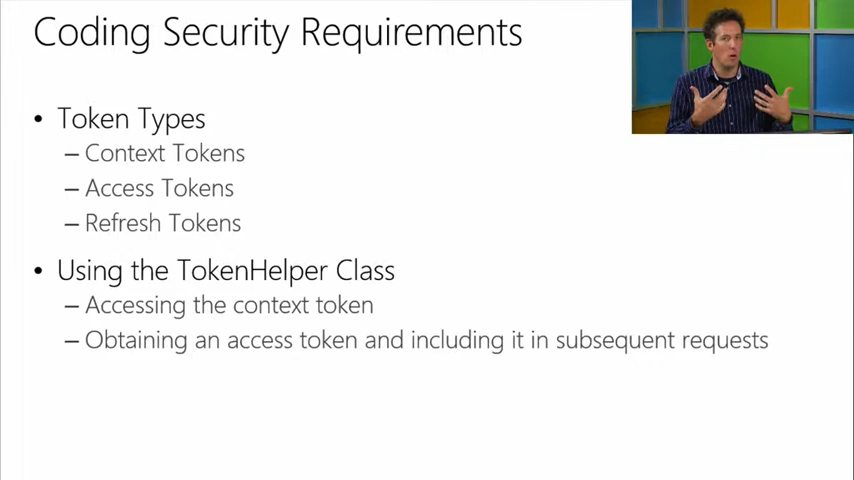 Coding Security Requirements
• Token Types
– Context Tokens
– Access Tokens
– Refresh Tokens
• Using the TokenHelper Class
– Accessing the context token
– Obtaining an access token and including it in subsequent requests